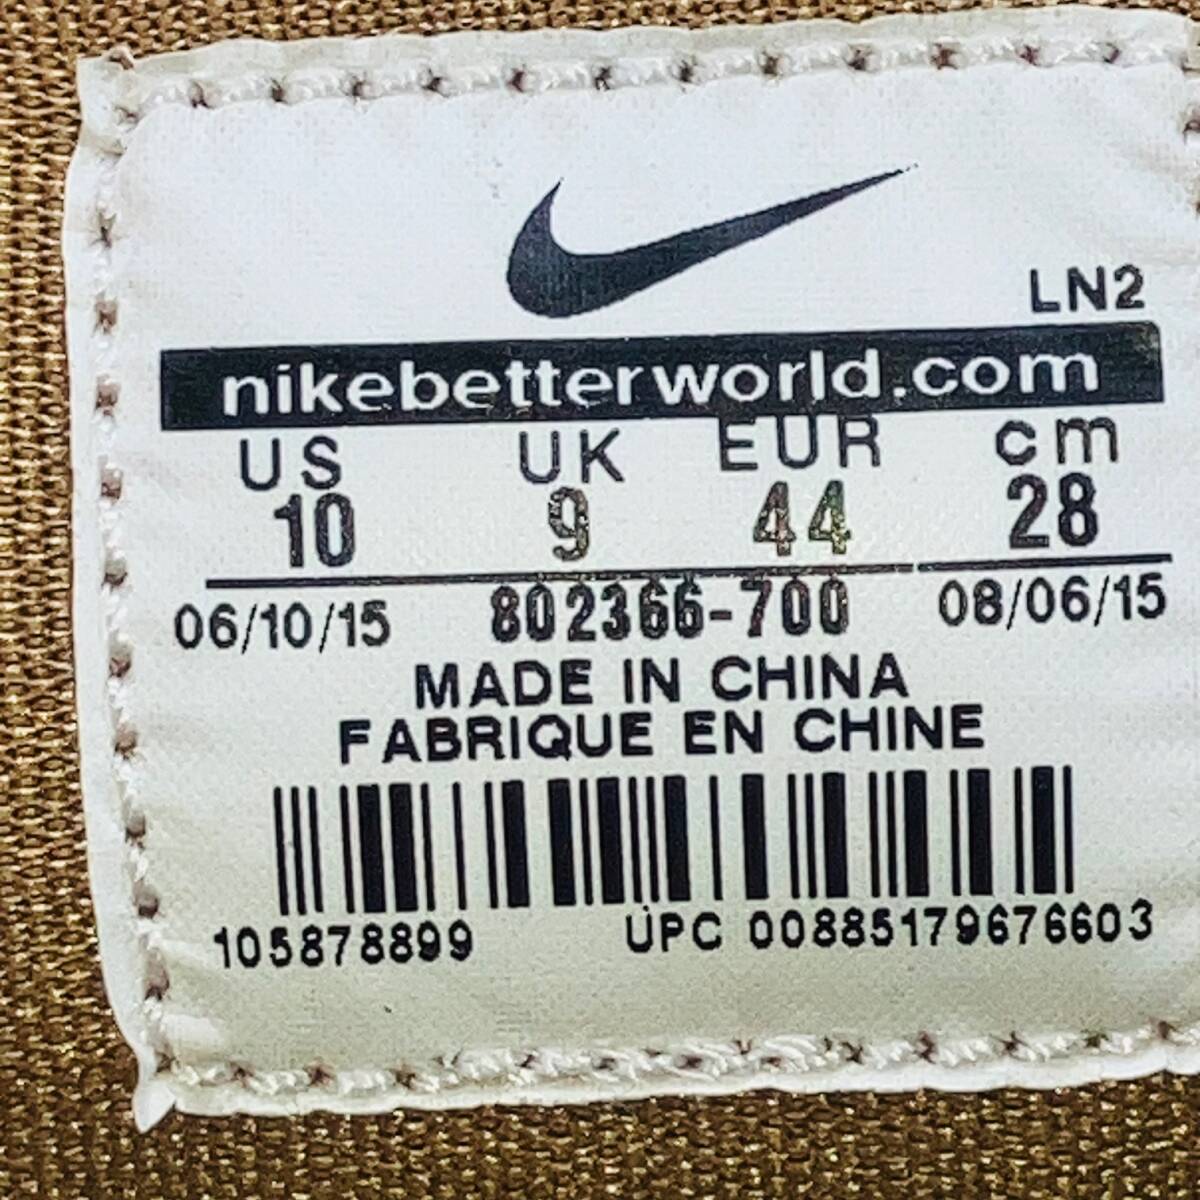 LN2
nikebetterworld.com
US UK EUR cm
10 9 44 28
06/10/15 802366-700 08/06/15
MADE IN CHINA
FABRIQUE EN CHINE
105878899 UPC 00885179676603